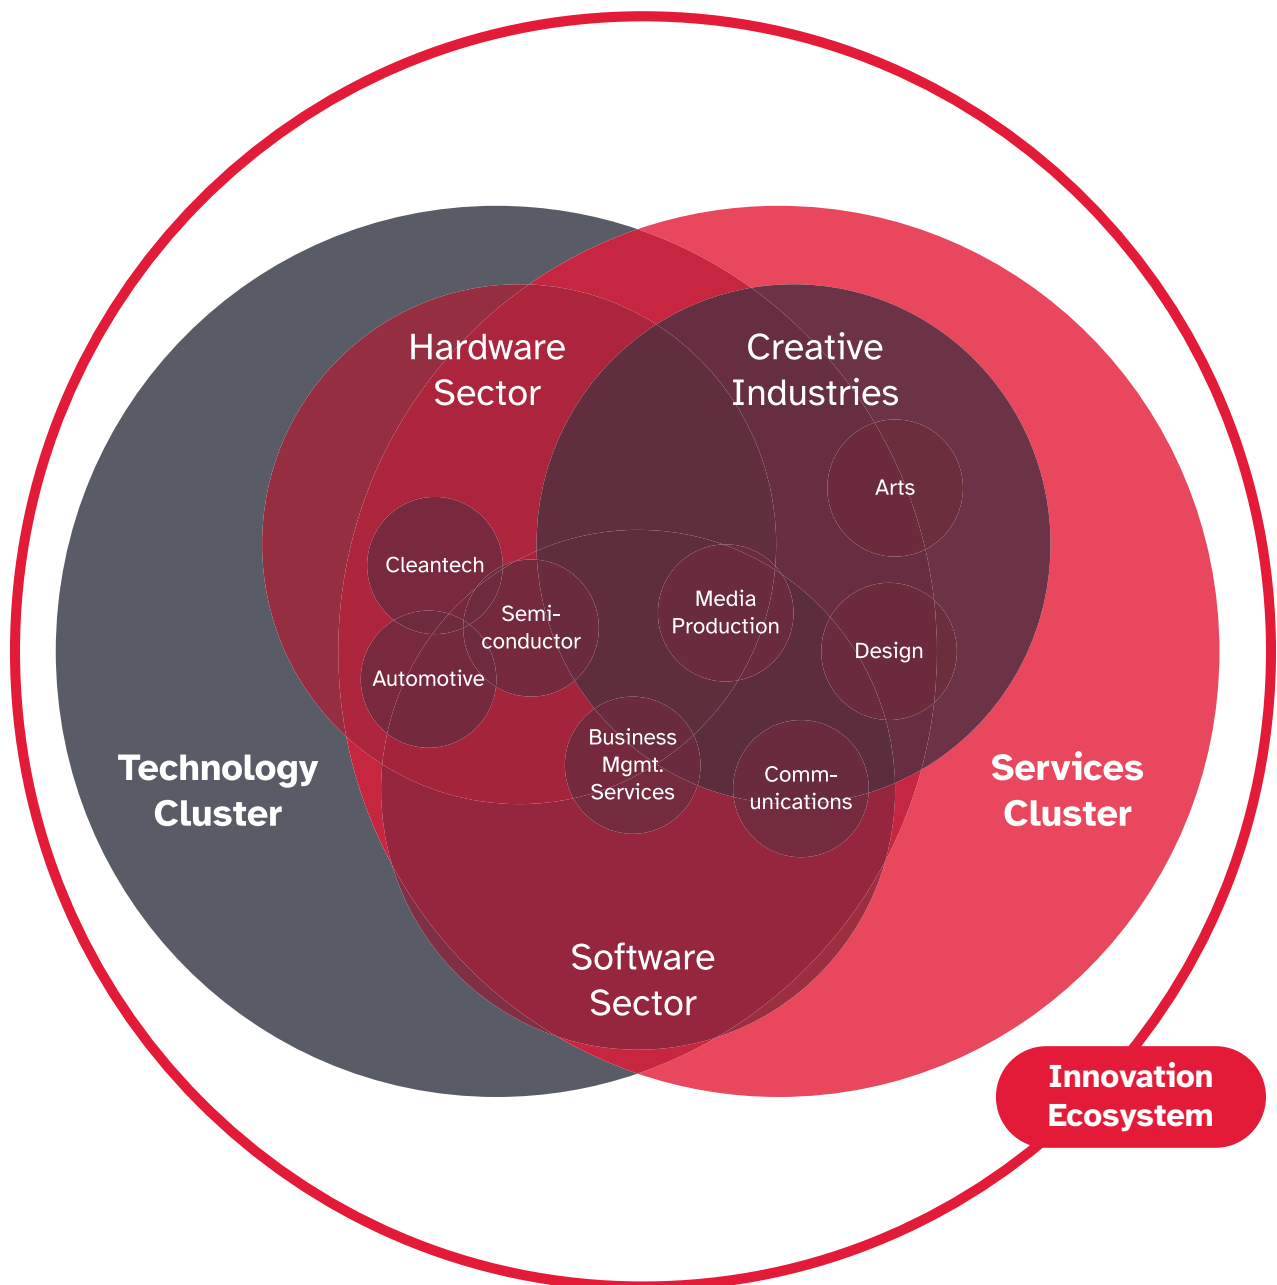 Hardware
Sector
Creative
Industries
Arts
Cleantech
Semi-
conductor
Media
Production
Design
Automotive
Business
Mgmt.
Services
Comm-
unications
Technology
Cluster
Services
Cluster
Software
Sector
Innovation
Ecosystem